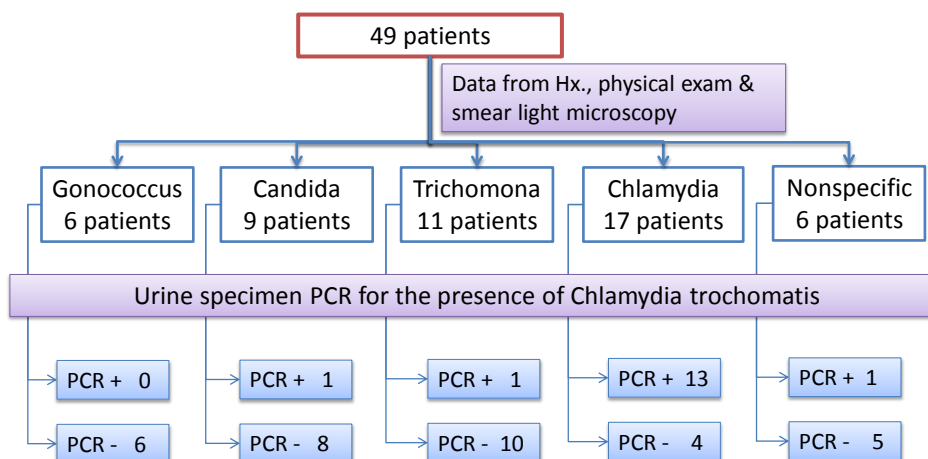 49 patients
Data from Hx., physical exam &
smear light microscopy
Gonococcus
6 patients
Candida
9 patients
Trichomona
11 patients
Chlamydia
17 patients
Nonspecific
6 patients
Urine specimen PCR for the presence of Chlamydia trochomatis
PCR + 0
PCR + 1
PCR + 1
PCR + 13
PCR + 1
PCR - 6
PCR - 8
PCR - 10
PCR - 4
PCR - 5